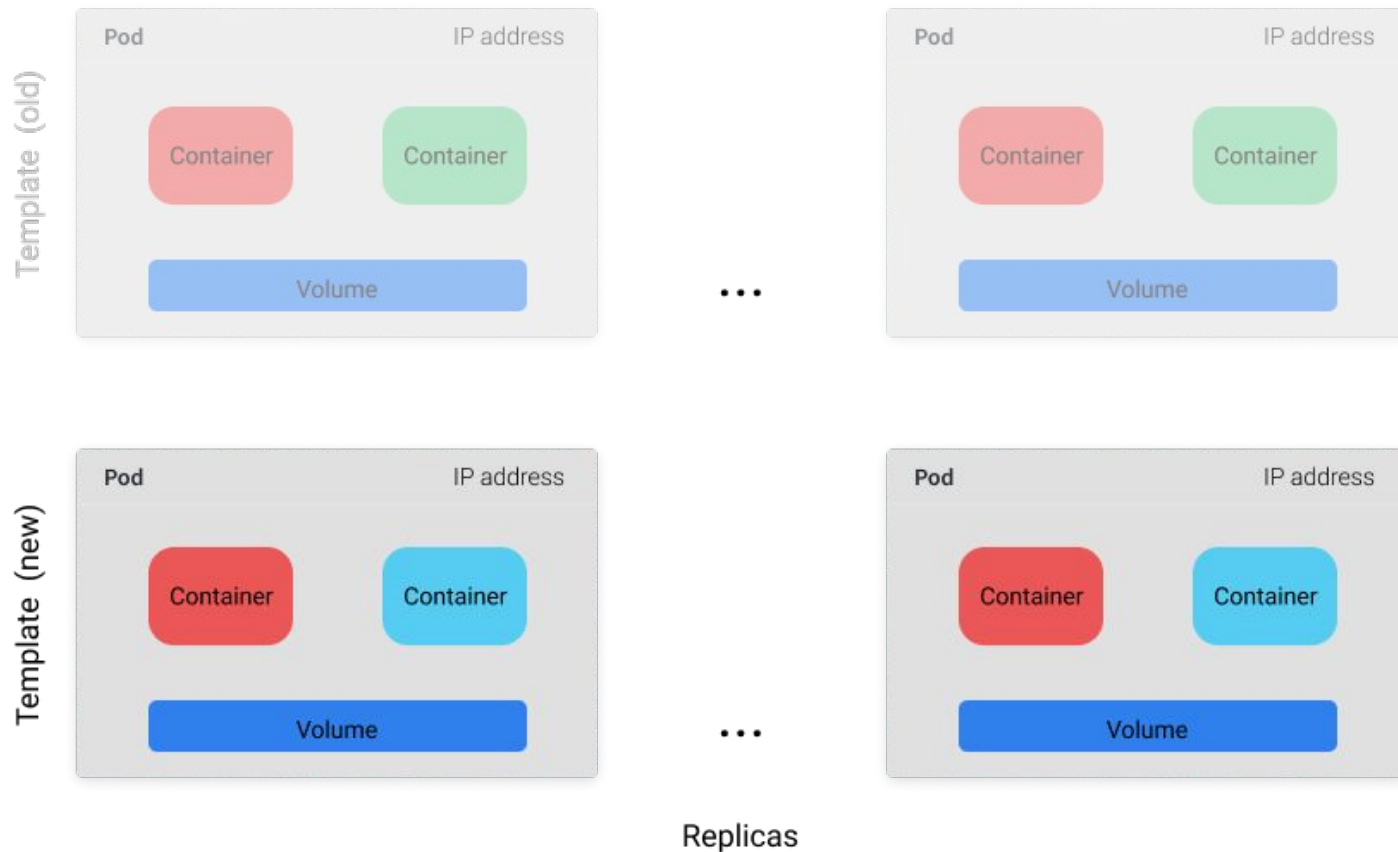 Template (old)
Pod IP address
Container Container
Volume
...
Pod IP address
Container Container
Volume
Template (new)
Pod IP address
Container Container
Volume
...
Pod IP address
Container Container
Volume
Replicas